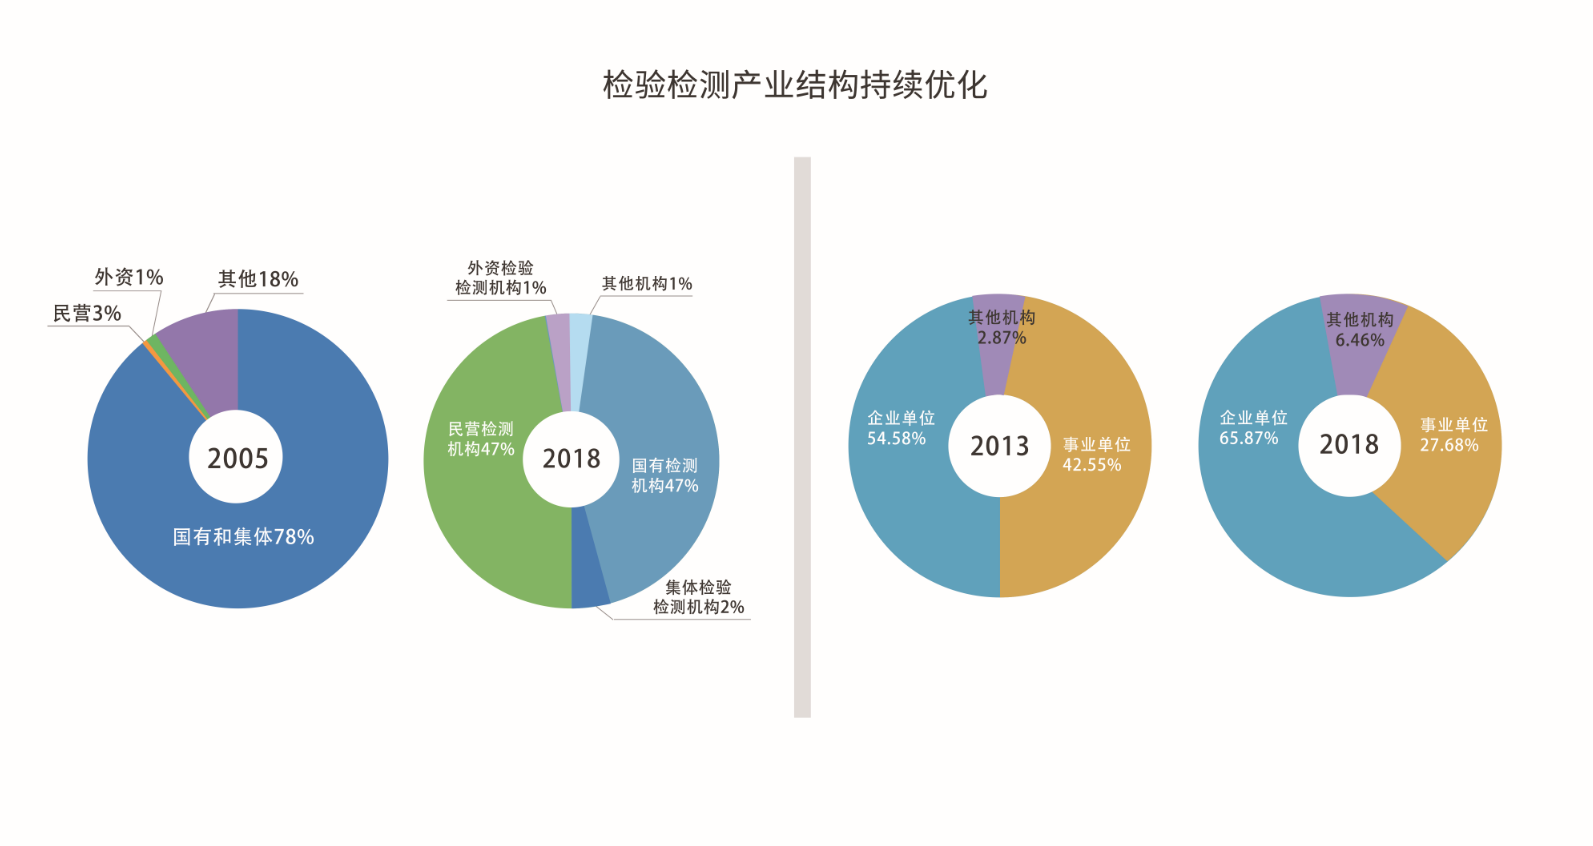 检验检测产业结构持续优化
外资1%
其他18%
民营3%
2005
国有和集体78%
外资检验
检测机构1%
其他机构1%
民营检测
机构47%
2018
国有检测
机构47%
集体检验
检测机构2%
其他机构
2.87%
企业单位
54.58%
2013
事业单位
42.55%
其他机构
6.46%
企业单位
65.87%
2018
事业单位
27.68%